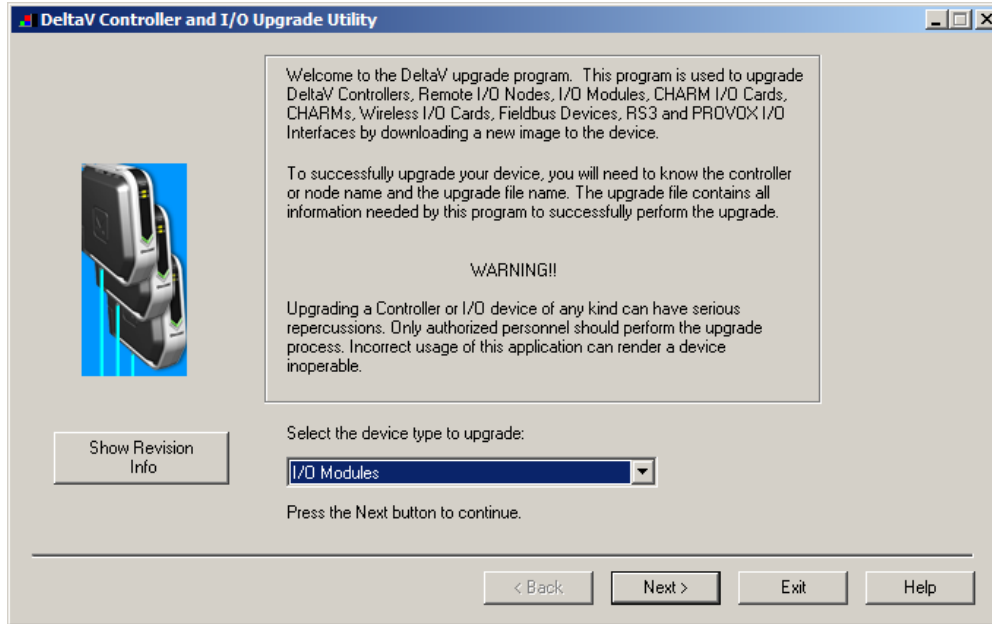 DeltaV Controller and I/O Upgrade Utility
Welcome to the DeltaV upgrade program.  This program is used to upgrade
DeltaV Controllers, Remote I/O Nodes, I/O Modules, CHARM I/O Cards,
CHARMs, Wireless I/O Cards, Fieldbus Devices, RS3 and PROVOX I/O
Interfaces by downloading a new image to the device.
To successfully upgrade your device, you will need to know the controller
or node name and the upgrade file name. The upgrade file contains all
information needed by this program to successfully perform the upgrade.
WARNING!!
Upgrading a Controller or I/O device of any kind can have serious
repercussions. Only authorized personnel should perform the upgrade
process. Incorrect usage of this application can render a device
inoperable.
Show Revision
Info
Select the device type to upgrade:
I/O Modules
Press the Next button to continue.
< Back
Next >
Exit
Help